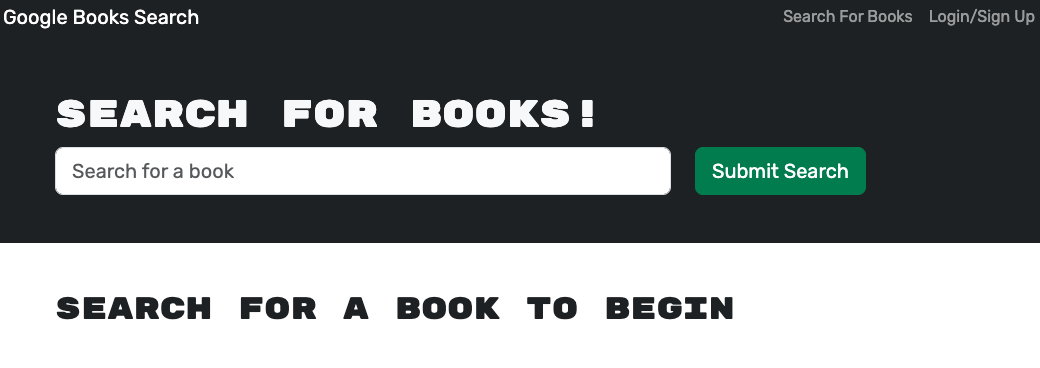 Google Books Search
Search For Books Login/Sign Up
SEARCH FOR BOOKS!
Search for a book
Submit Search
SEARCH FOR A BOOK TO BEGIN